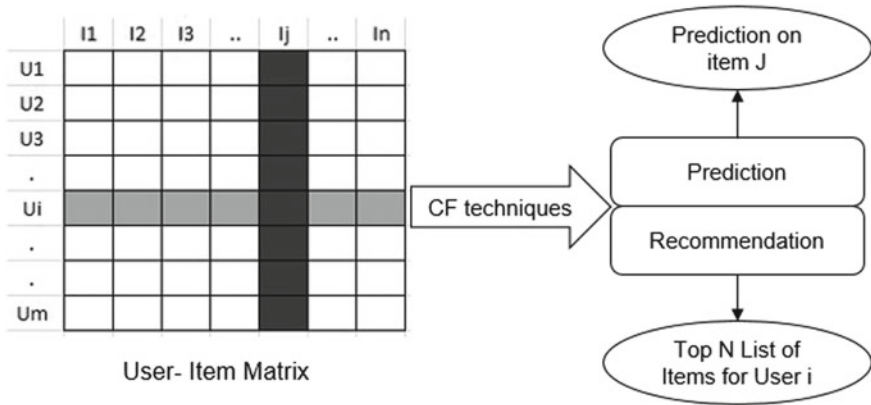 I1 I2 I3 .. Ij .. In
U1
U2
U3
.
Ui
.
.
Um
User- Item Matrix
CF techniques
Prediction on
item J
Prediction
Recommendation
Top N List of
Items for User i